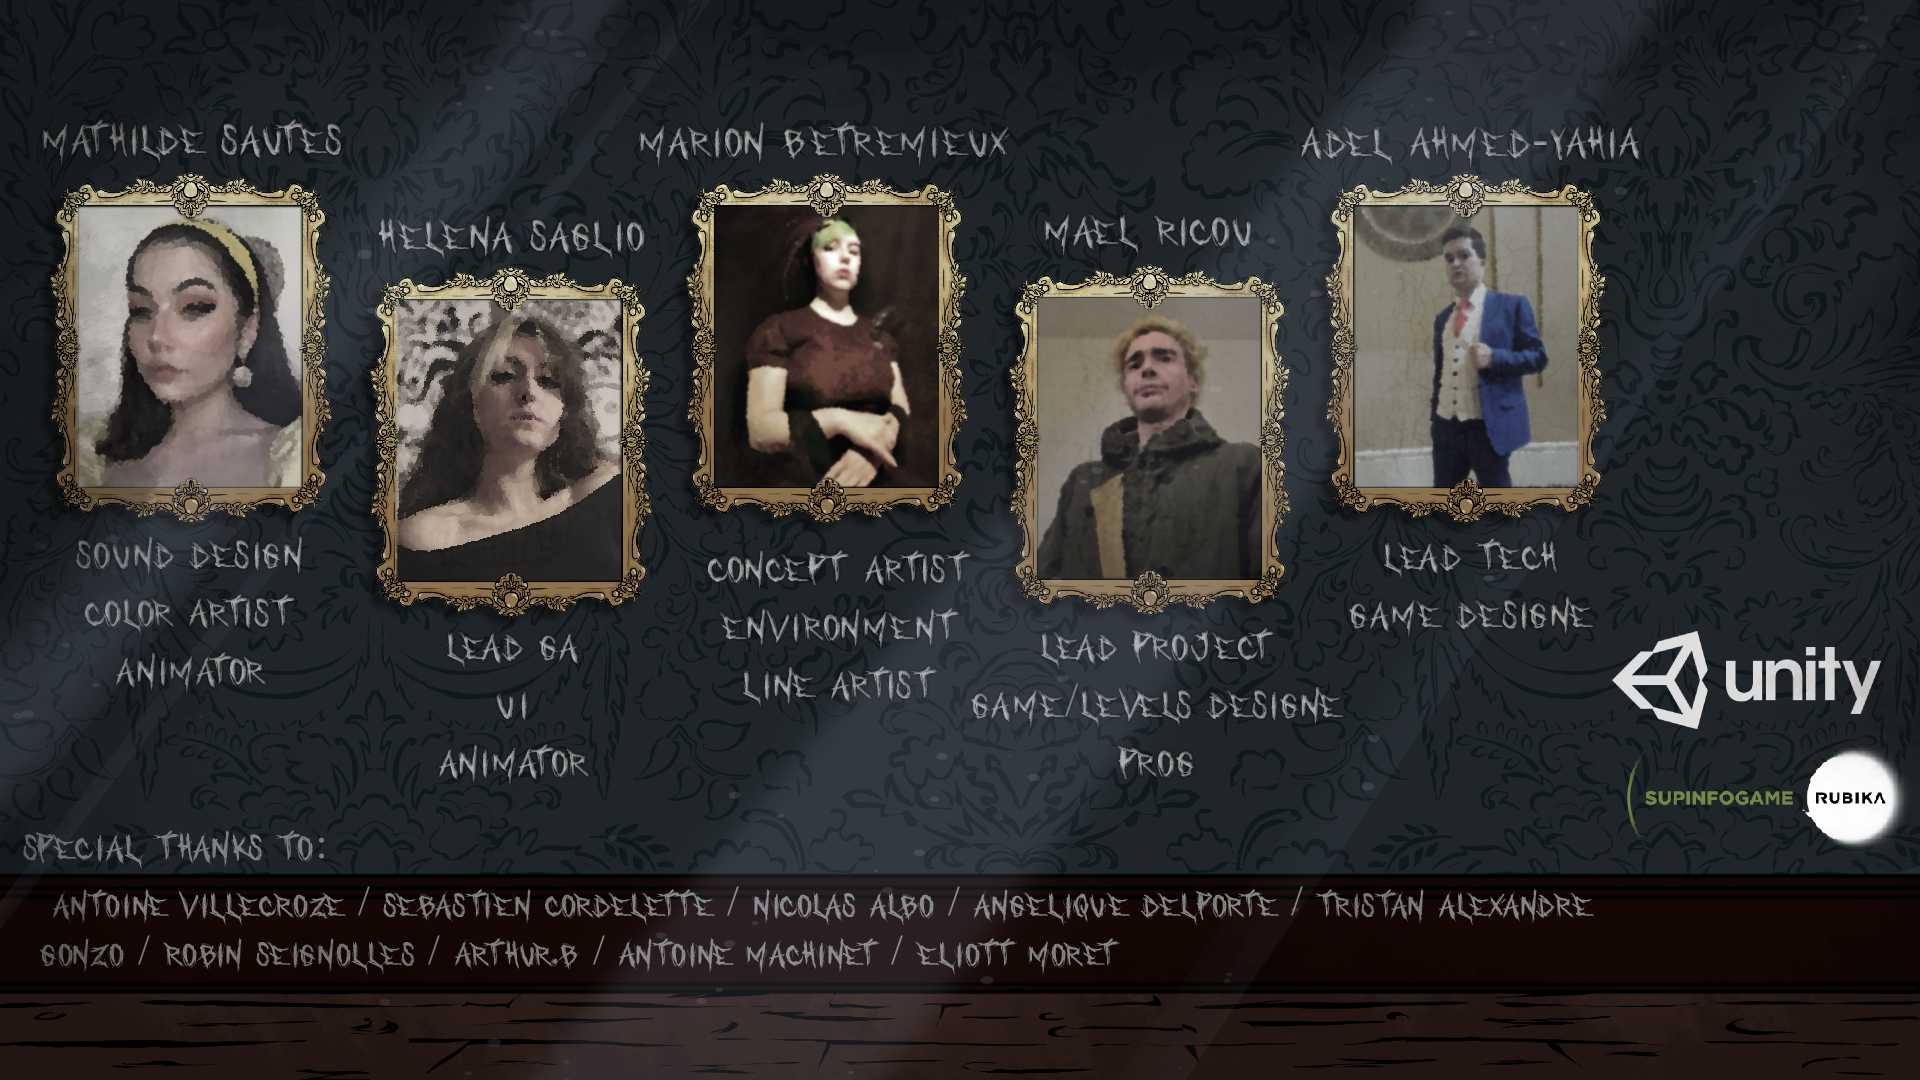 MATHILDE SAUTES
SOUND DESIGN
COLOR ARTIST
ANIMATOR
HELENA SAGLIO
LEAD GA
UI
ANIMATOR
MARION BETREMIEUX
CONCEPT ARTIST
ENVIRONMENT
LINE ARTIST
MAEL RICOU
LEAD PROJECT
GAME/LEVELS DESIGNE
PROG
ADEL AHMED-YAHIA
LEAD TECH
GAME DESIGNE
unity
SUPINFOGAME
RUBIKA
SPECIAL THANKS TO:
ANTOINE VILLECROZE / SEBASTIEN CORDELETTE / NICOLAS ALBO / ANGELIQUE DELPORTE / TRISTAN ALEXANDRE
GONZO / ROBIN SEIGNOLLES / ARTHUR.B / ANTOINE MACHINET / ELIOTT MORET